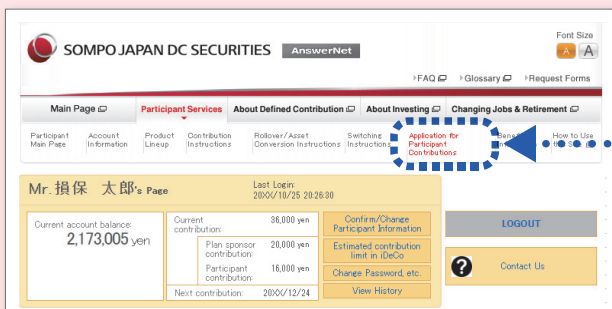 Font Size
SOMPO JAPAN DC SECURITIES AnswerNet
A A
FAQ Glossary Request Forms
Main Page Participant Services About Defined Contribution About Investing Changing Jobs & Retirement
Participant Main Page
Account Information
Product Lineup
Contribution Instructions
Rollover/Asset Conversion Instructions
Switching Instructions
Application for Participant Contributions
How to Use
Mr.損保 太郎's Page
Last Login:
20XX/10/25 20:26:30
Current account balance:
2,173,005 yen
Current contribution: 36,000 yen
Plan sponsor contribution: 20,000 yen
Participant contribution: 16,000 yen
Next contribution: 20XX/12/24
Confirm/Change Participant Information
Estimated contribution limit in iDeCo
Change Password, etc.
View History
LOGOUT
? Contact Us